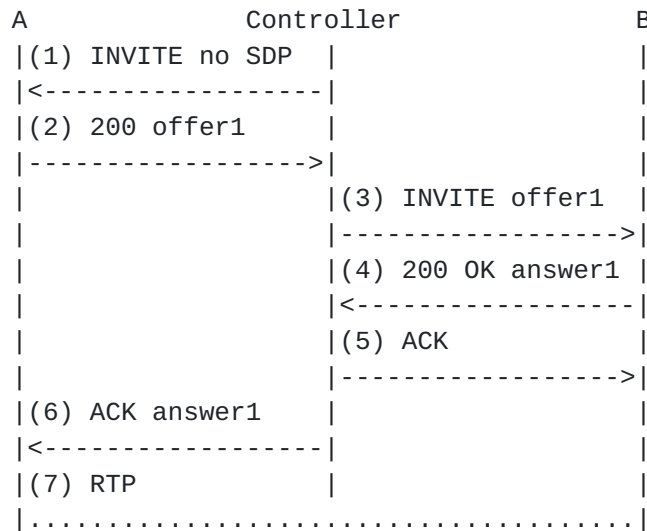 A Controller B
(1) INVITE no SDP
(2) 200 offer1
(3) INVITE offer1
(4) 200 OK answer1
(5) ACK
(6) ACK answer1
(7) RTP